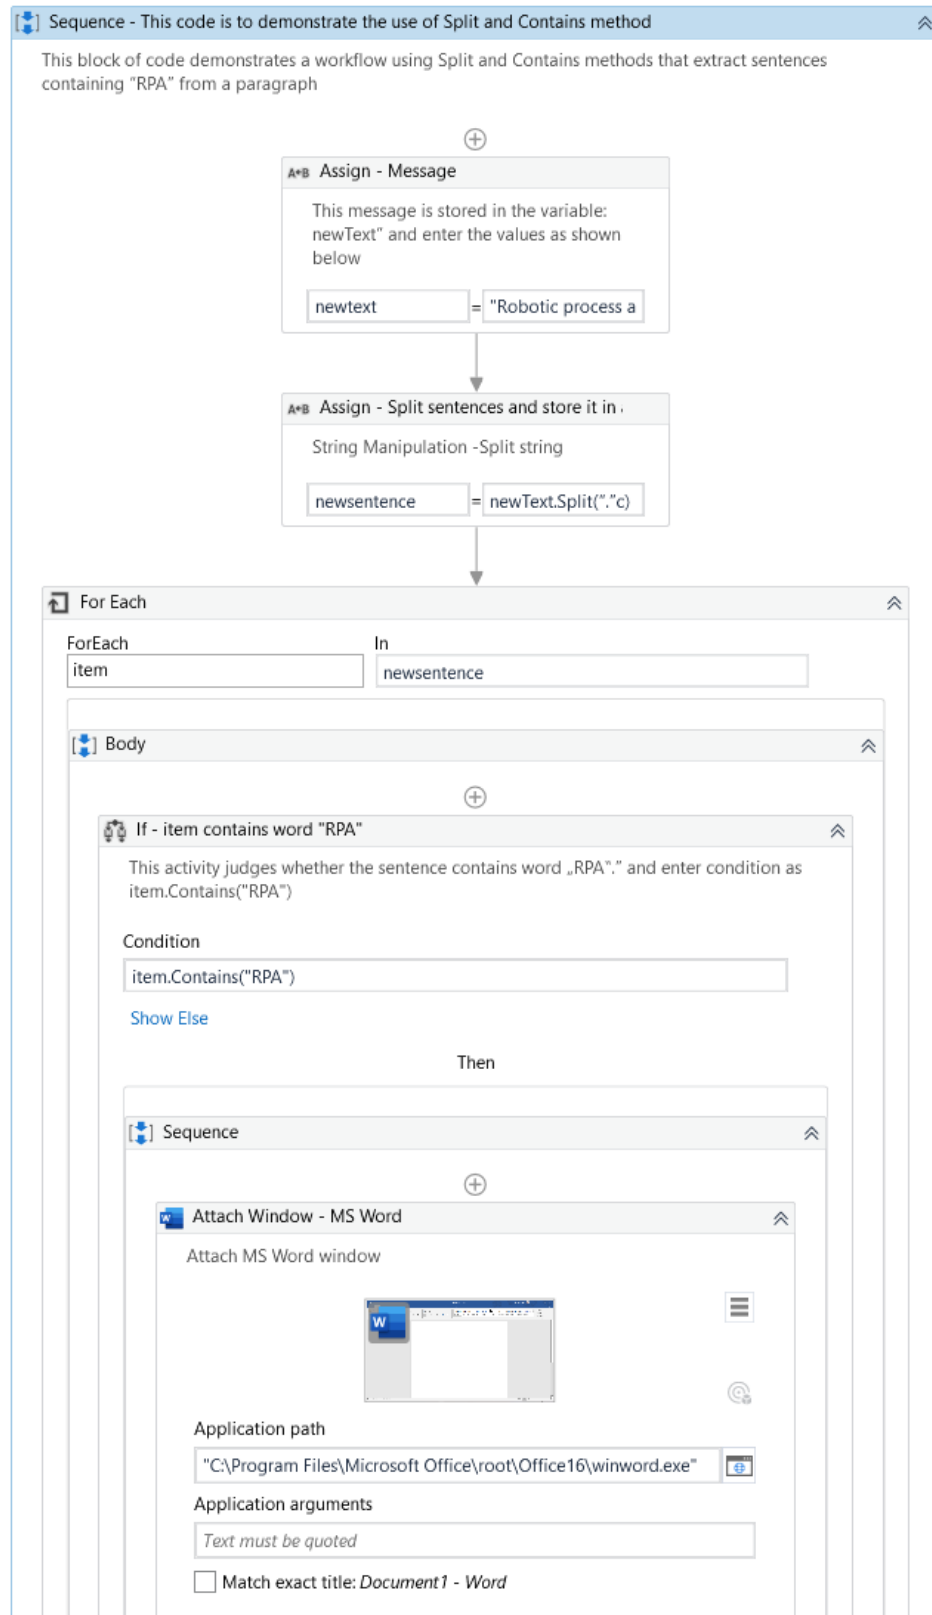 Sequence - This code is to demonstrate the use of Split and Contains method
This block of code demonstrates a workflow using Split and Contains methods that extract sentences
containing "RPA" from a paragraph
A+B Assign - Message
This message is stored in the variable:
newText" and enter the values as shown
below
newtext = "Robotic process a
A+B Assign - Split sentences and store it in
String Manipulation -Split string
newsentence = newText.Split("."c)
For Each
ForEach In
item newsentence
Body
If - item contains word "RPA"
This activity judges whether the sentence contains word „RPA"." and enter condition as
item.Contains("RPA")
Condition
item.Contains("RPA")
Show Else
Then
Sequence
Attach Window - MS Word
Attach MS Word window
W
Application path
"C:\Program Files\Microsoft Office\root\Office16\winword.exe"
Application arguments
Text must be quoted
Match exact title: Document1 - Word